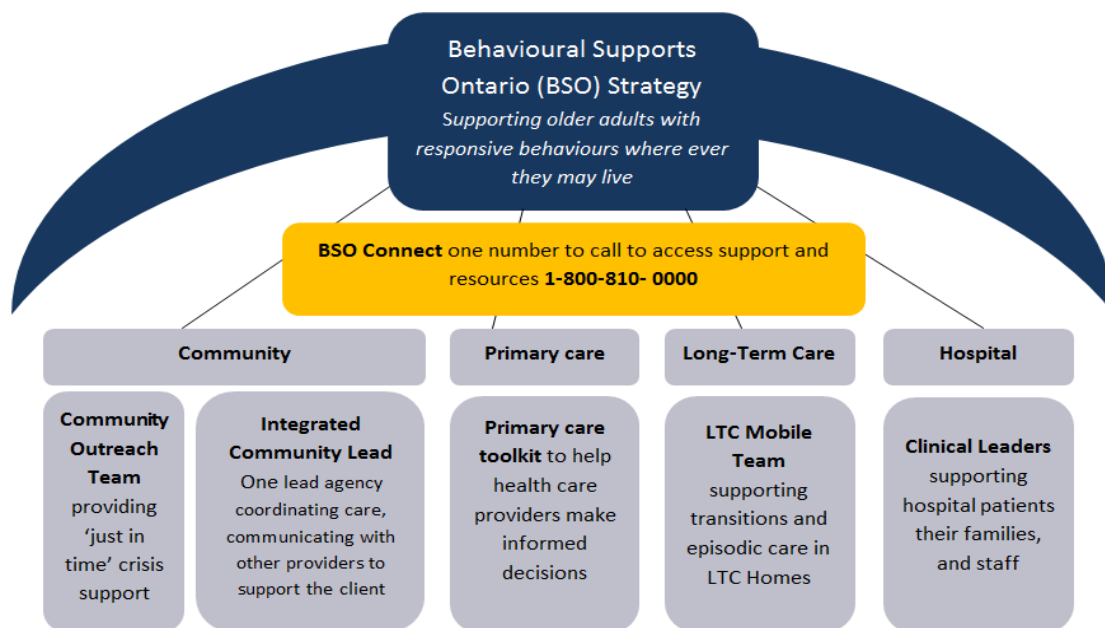 Behavioural Supports
Ontario (BSO) Strategy
Supporting older adults with
responsive behaviours where ever
they may live
BSO Connect one number to call to access support and
resources 1-800-810- 0000
Community
Primary care
Long-Term Care
Hospital
Community
Outreach
Team
providing
‘just in
time’ crisis
support
Integrated
Community Lead
One lead agency
coordinating care,
communicating with
other providers to
support the client
Primary care
toolkit to help
health care
providers make
informed
decisions
LTC Mobile
Team
supporting
transitions and
episodic care in
LTC Homes
Clinical Leaders
supporting
hospital patients
their families,
and staff